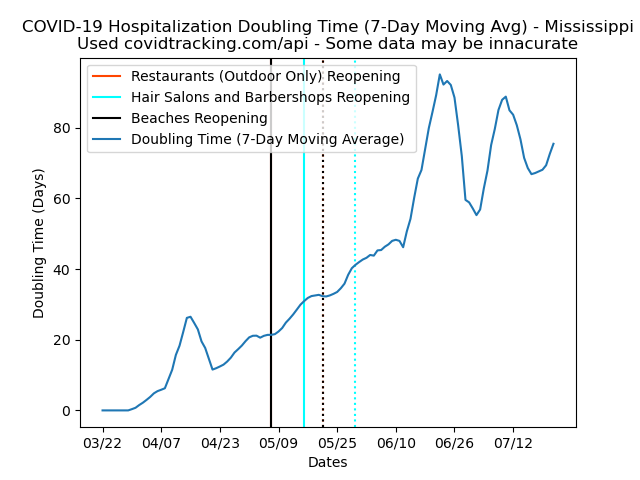 COVID-19 Hospitalization Doubling Time (7-Day Moving Avg) - Mississippi
Used covidtracking.com/api - Some data may be innacurate
Restaurants (Outdoor Only) Reopening
Hair Salons and Barbershops Reopening
Beaches Reopening
Doubling Time (7-Day Moving Average)
Doubling Time (Days)
80
60
40
20
0
03/22 04/07 04/23 05/09 05/25 06/10 06/26 07/12
Dates